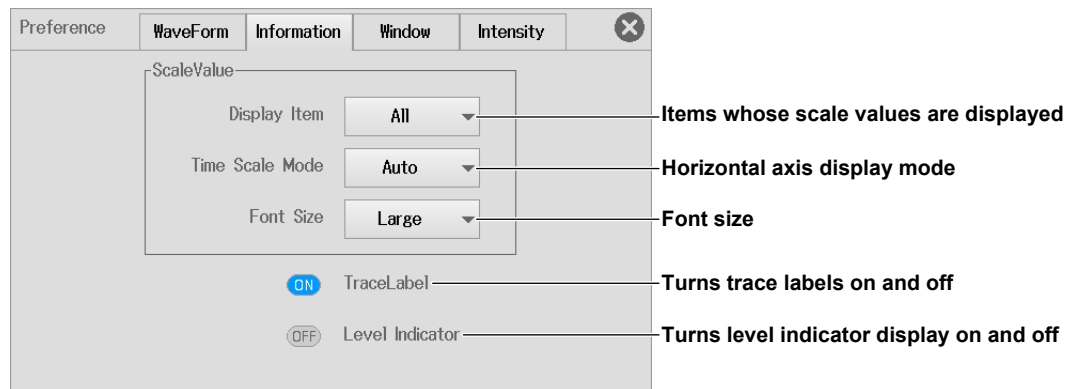 Preference WaveForm Information Window Intensity
ScaleValue
Display Item All Items whose scale values are displayed
Time Scale Mode Auto Horizontal axis display mode
Font Size Large Font size
ON TraceLabel Turns trace labels on and off
OFF Level Indicator Turns level indicator display on and off